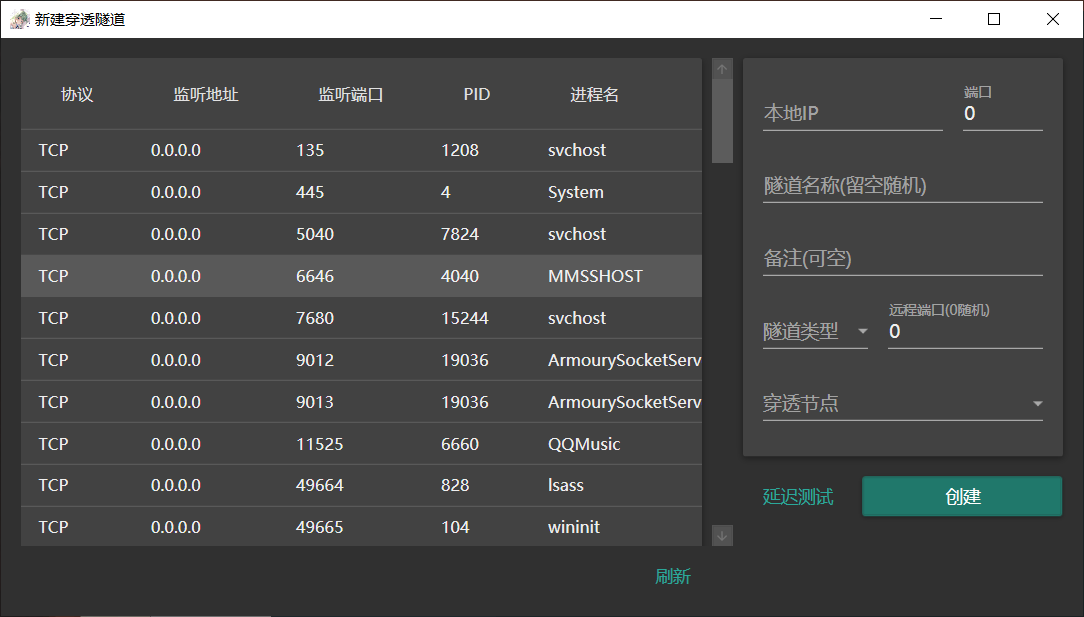 新建穿透隧道
协议 监听地址 监听端口 PID 进程名
TCP 0.0.0.0 135 1208 svchost
TCP 0.0.0.0 445 4 System
TCP 0.0.0.0 5040 7824 svchost
TCP 0.0.0.0 6646 4040 MMSSHOST
TCP 0.0.0.0 7680 15244 svchost
TCP 0.0.0.0 9012 19036 ArmourySocketServ
TCP 0.0.0.0 9013 19036 ArmourySocketServ
TCP 0.0.0.0 11525 6660 QQMusic
TCP 0.0.0.0 49664 828 lsass
TCP 0.0.0.0 49665 104 wininit
刷新
本地IP
端口
0
隧道名称(留空随机)
备注(可空)
隧道类型
远程端口(0随机)
0
穿透节点
延迟测试
创建